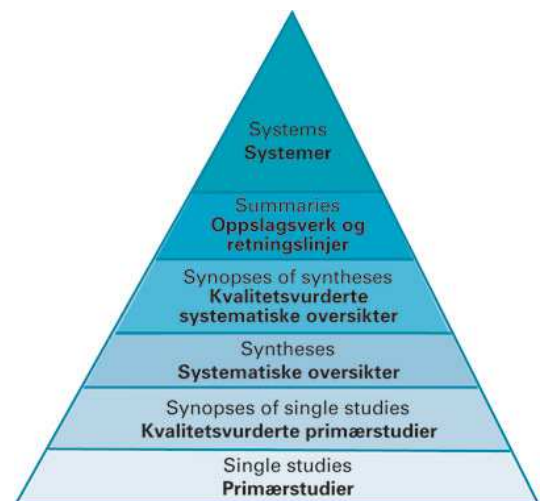 Systems
Systemer
Summaries
Oppslagsverk og
retningslinjer
Synopses of syntheses
Kvalitetsvurderte
systematiske oversikter
Syntheses
Systematiske oversikter
Synopses of single studies
Kvalitetsvurderte primærstudier
Single studies
Primærstudier